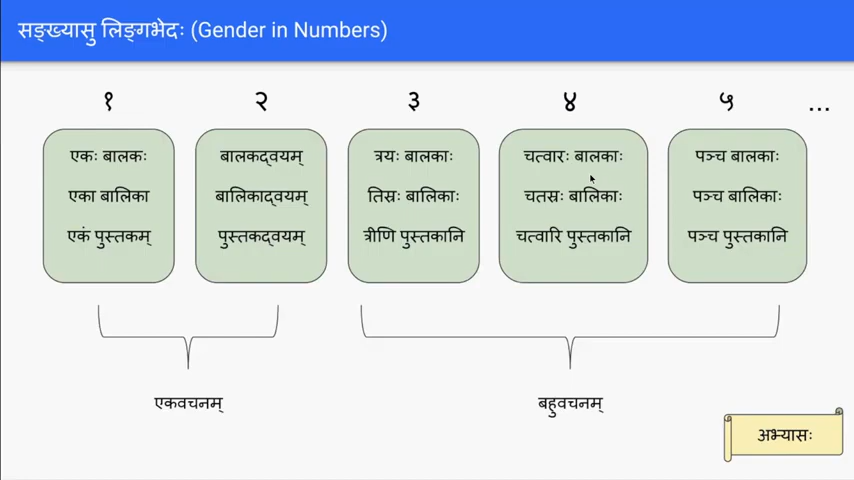 सङ्ख्यासु लिङ्गभेदः (Gender in Numbers)
१
एकः बालकः
एका बालिका
एकं पुस्तकम्
२
बालकद्वयम्
बालिकाद्वयम्
पुस्तकद्वयम्
३
त्रयः बालकाः
तिस्रः बालिकाः
त्रीणि पुस्तकानि
४
चत्वारः बालकाः
चतस्रः बालिकाः
चत्वारि पुस्तकानि
५
पञ्च बालकाः
पञ्च बालिकाः
पञ्च पुस्तकानि
...
एकवचनम्
बहुवचनम्
अभ्यासः